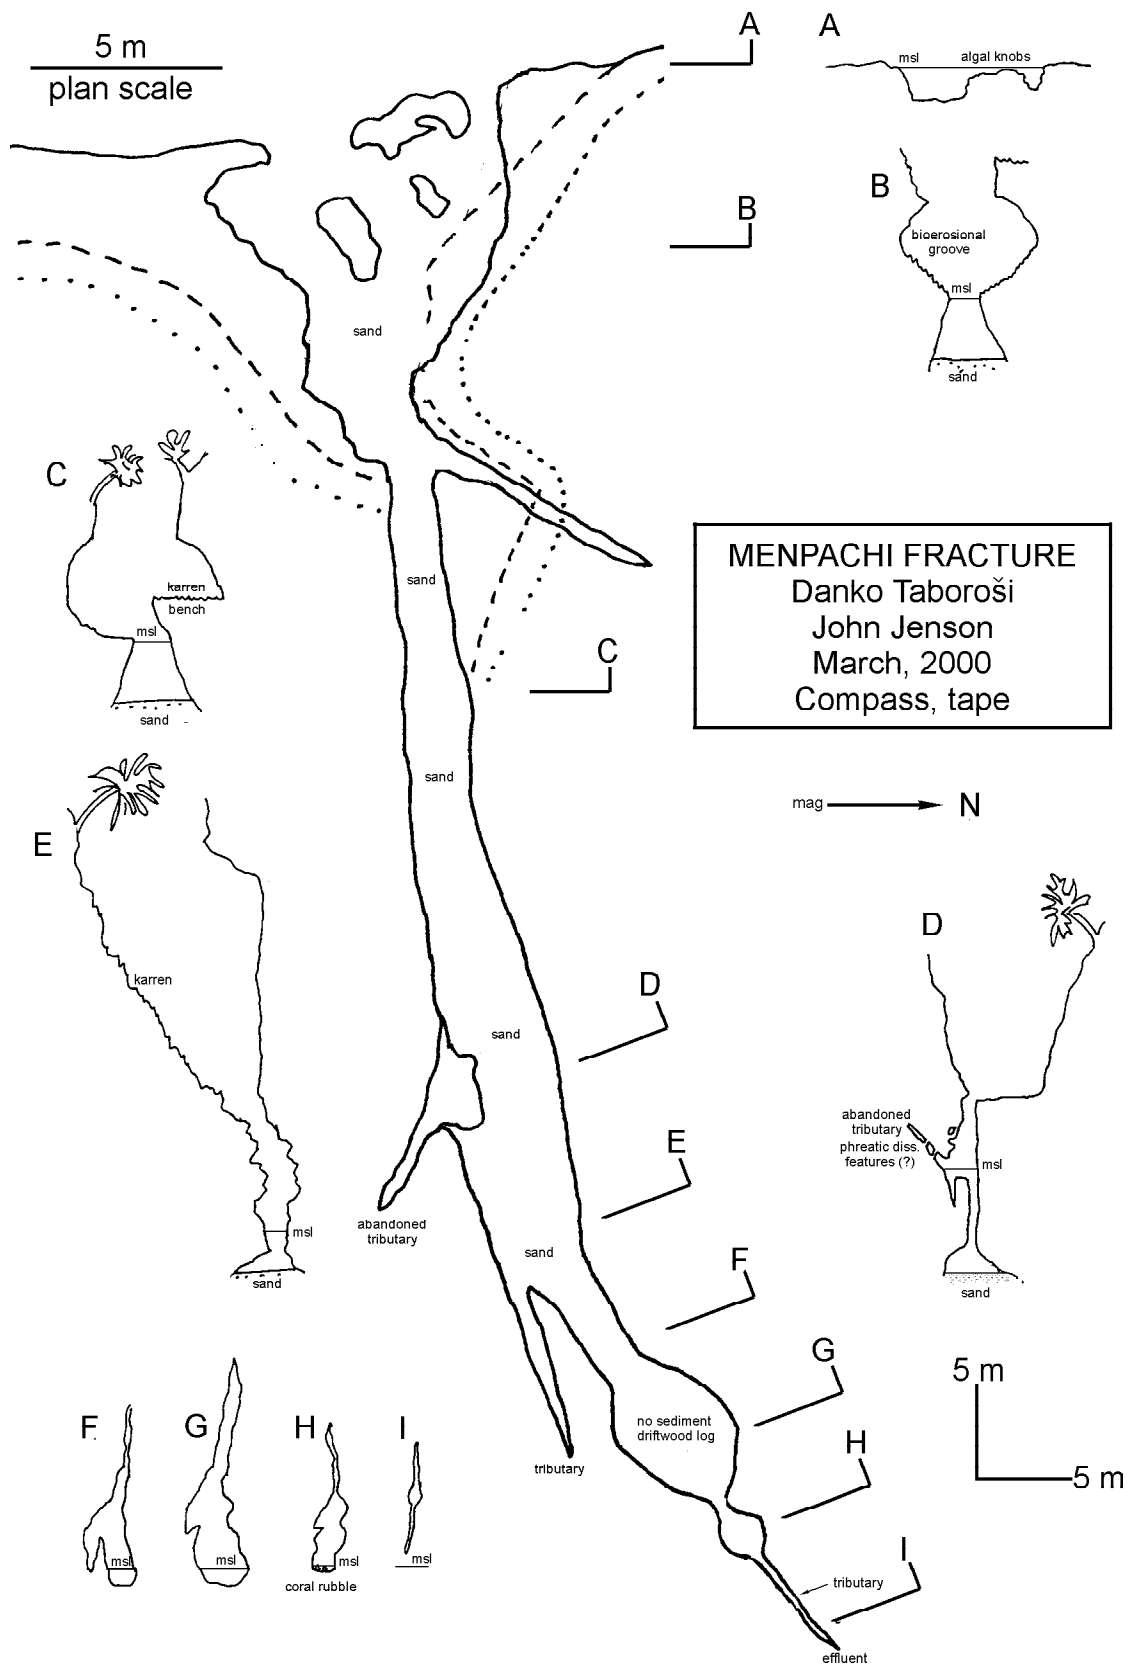 5 m
plan scale
A
A
msl
algal knobs
B
B
bioerosional
groove
msl
sand
sand
C
karren
bench
msl
sand
sand
MENPACHI FRACTURE
Danko Taboroši
John Jenson
March, 2000
Compass, tape
C
sand
mag
N
E
karren
msl
sand
D
sand
D
abandoned
tributary
phreatic diss.
features (?)
msl
sand
E
abandoned
tributary
sand
F
G
5 m
5 m
F
msl
G
msl
H
msl
coral rubble
I
msl
no sediment
driftwood log
tributary
H
I
tributary
effluent